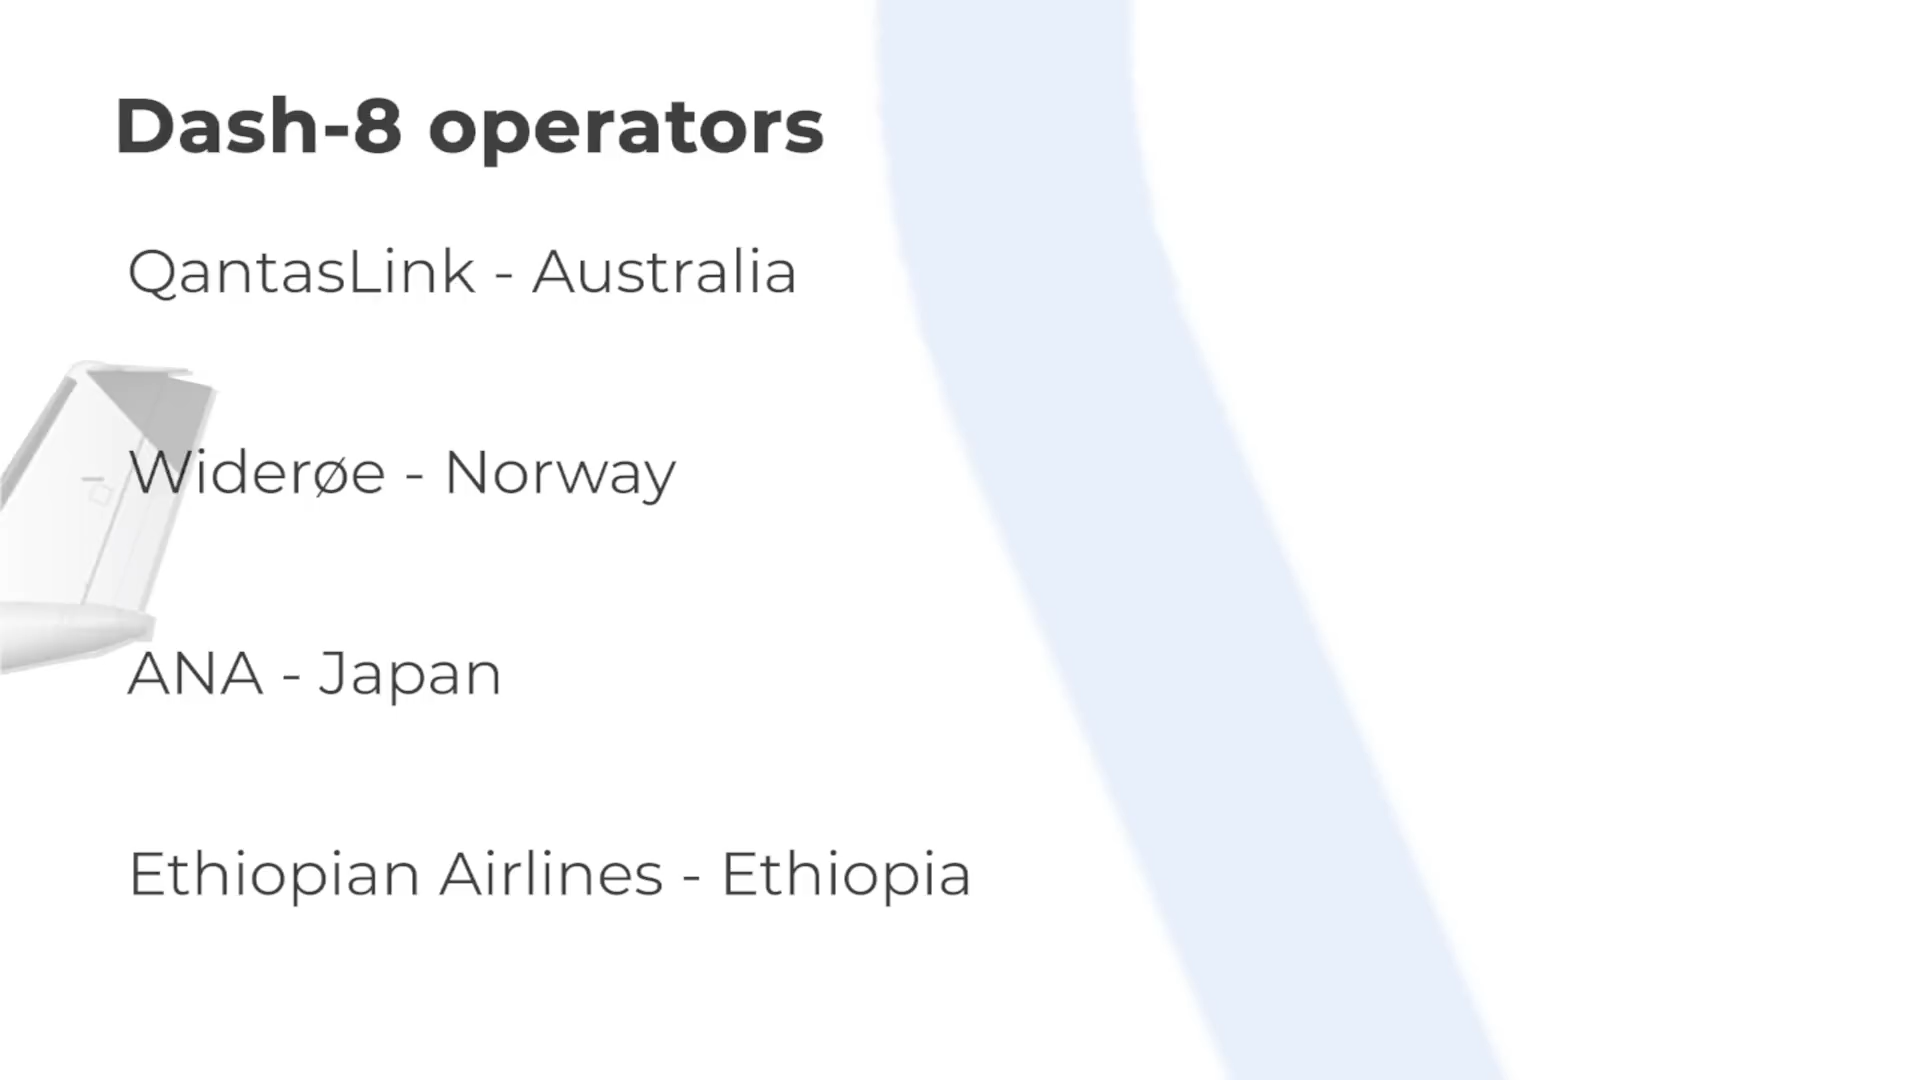 Dash-8 operators
QantasLink - Australia
Widerøe - Norway
ANA - Japan
Ethiopian Airlines - Ethiopia